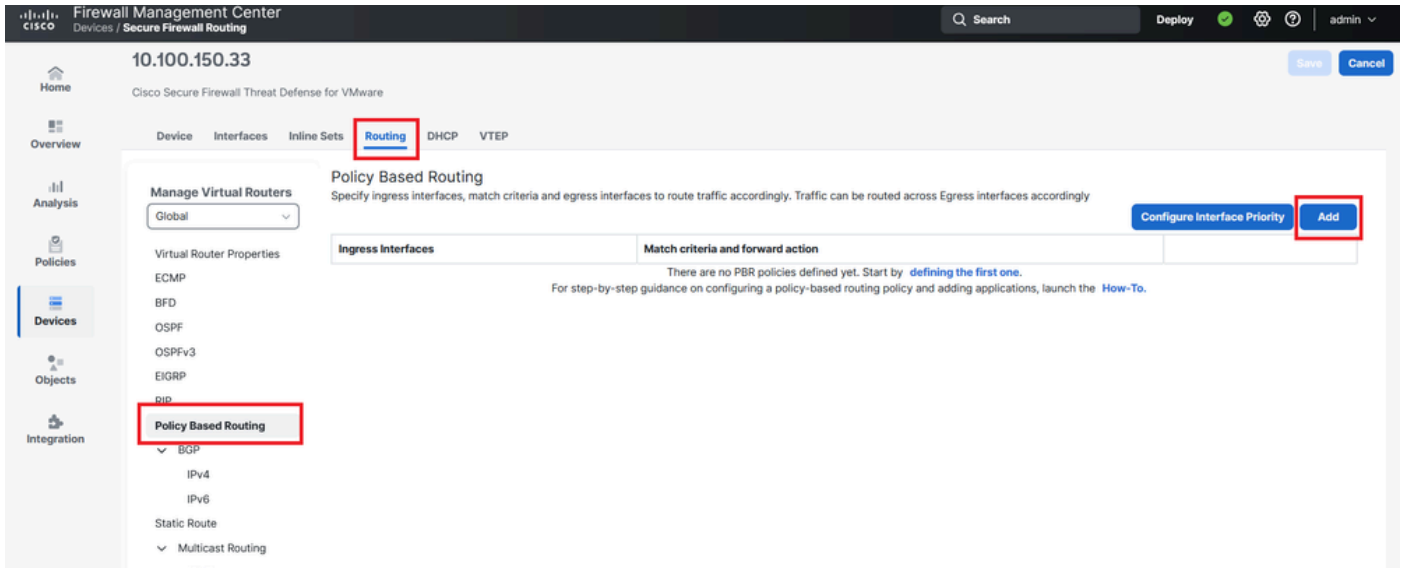 CISCO
Firewall Management Center
Devices / Secure Firewall Routing
Search
Deploy
admin
10.100.150.33
Save
Cancel
Cisco Secure Firewall Threat Defense for VMware
Home
Overview
Analysis
Policies
Devices
Objects
Integration
Device
Interfaces
Inline Sets
Routing
DHCP
VTEP
Manage Virtual Routers
Global
Virtual Router Properties
ECMP
BFD
OSPF
OSPFv3
EIGRP
RIP
Policy Based Routing
BGP
IPv4
IPv6
Static Route
Multicast Routing
Policy Based Routing
Specify ingress interfaces, match criteria and egress interfaces to route traffic accordingly. Traffic can be routed across Egress interfaces accordingly
Configure Interface Priority
Add
Ingress Interfaces
Match criteria and forward action
There are no PBR policies defined yet. Start by defining the first one.
For step-by-step guidance on configuring a policy-based routing policy and adding applications, launch the How-To.